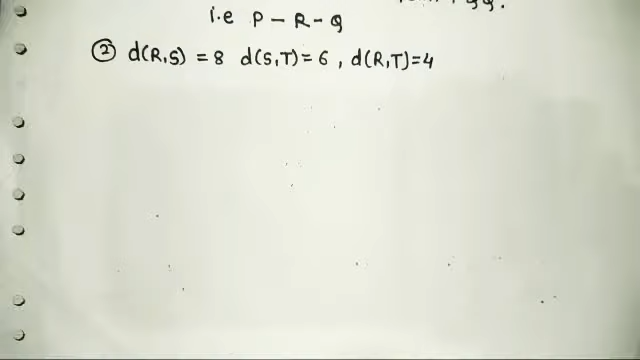 i.e P - R - Q
② d(R,S) = 8 d(S,T) = 6 , d(R,T) = 4